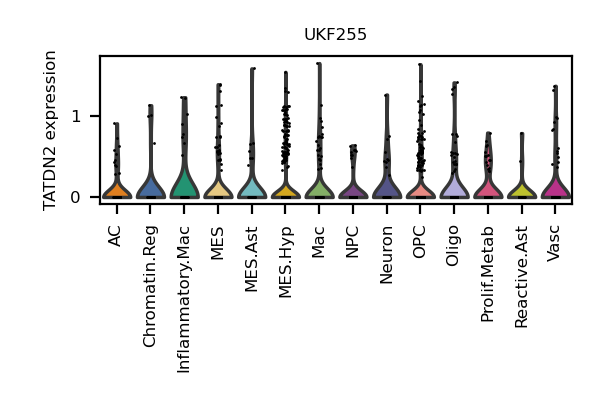 UKF255
TATDN2 expression
1
0
AC
Chromatin.Reg
Inflammatory.Mac
MES
MES.Ast
MES.Hyp
Mac
NPC
Neuron
OPC
Oligo
Prolif.Metab
Reactive.Ast
Vasc